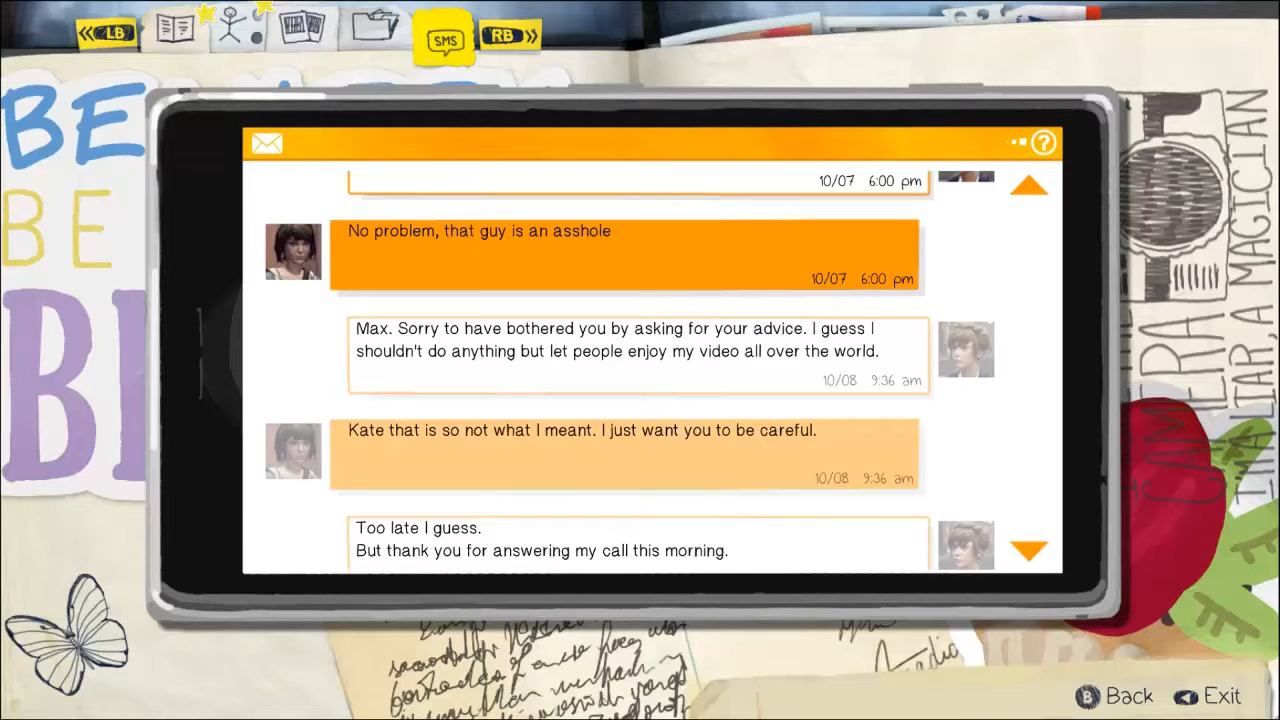 LB
SMS
RB
BE
BE
10/07 6:00 pm
No problem, that guy is an asshole
10/07 6:00 pm
Max. Sorry to have bothered you by asking for your advice. I guess I
shouldn't do anything but let people enjoy my video all over the world.
10/08 9:36 am
Kate that is so not what I meant. I just want you to be careful.
10/08 9:36 am
Too late I guess.
But thank you for answering my call this morning.
CAMERA
LIAR, A MAGICIAN
B Back
Exit